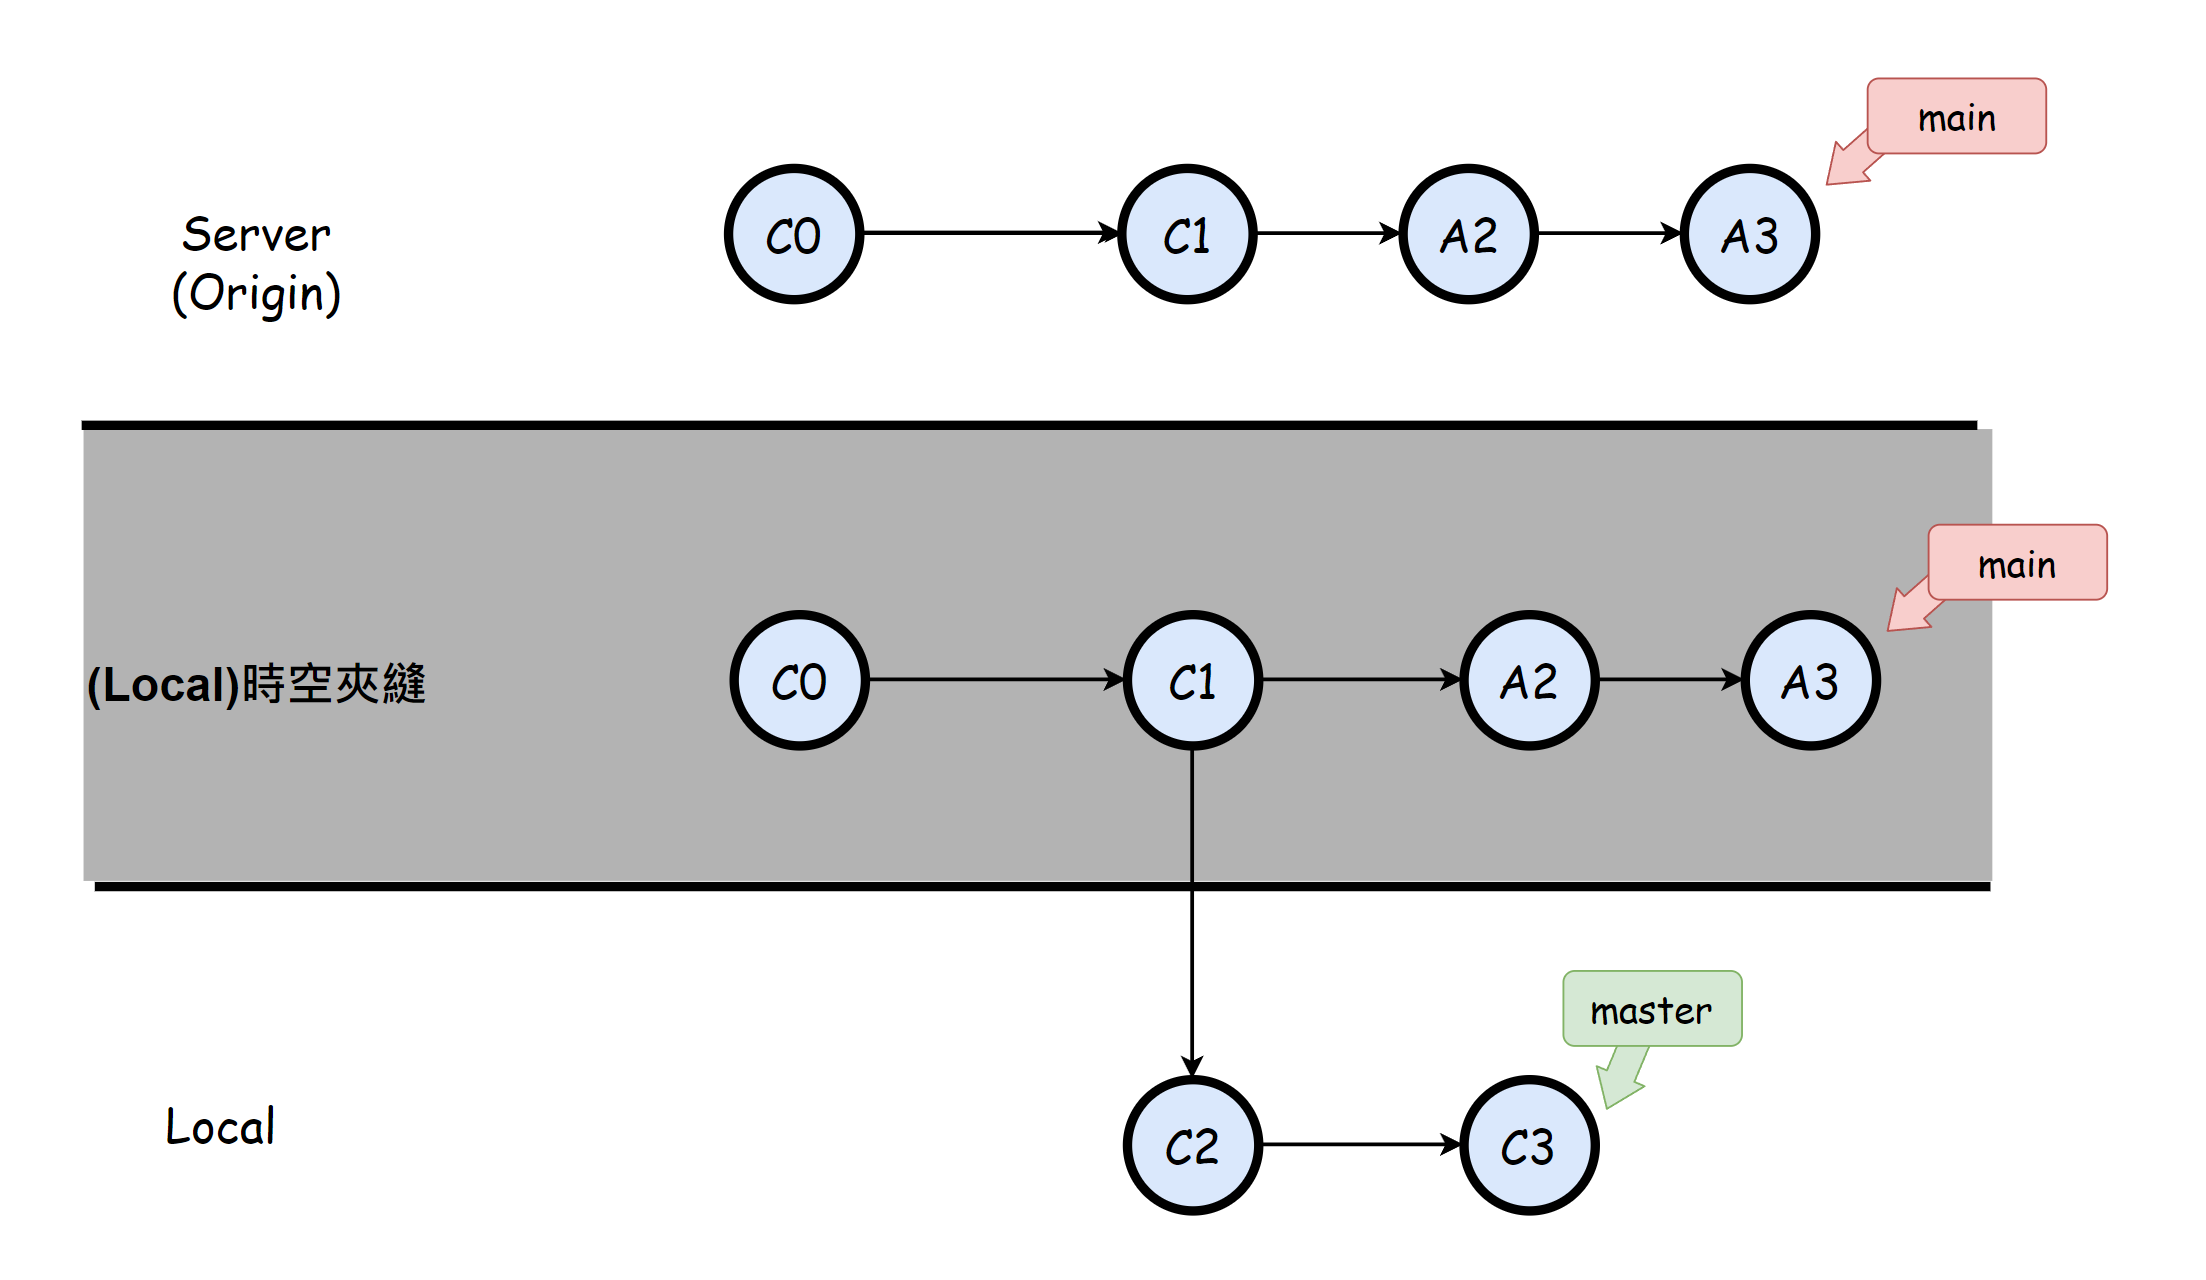 main
C0
C1
A2
A3
Server
(Origin)
main
(Local)時空夾縫
C0
C1
A2
A3
master
Local
C2
C3